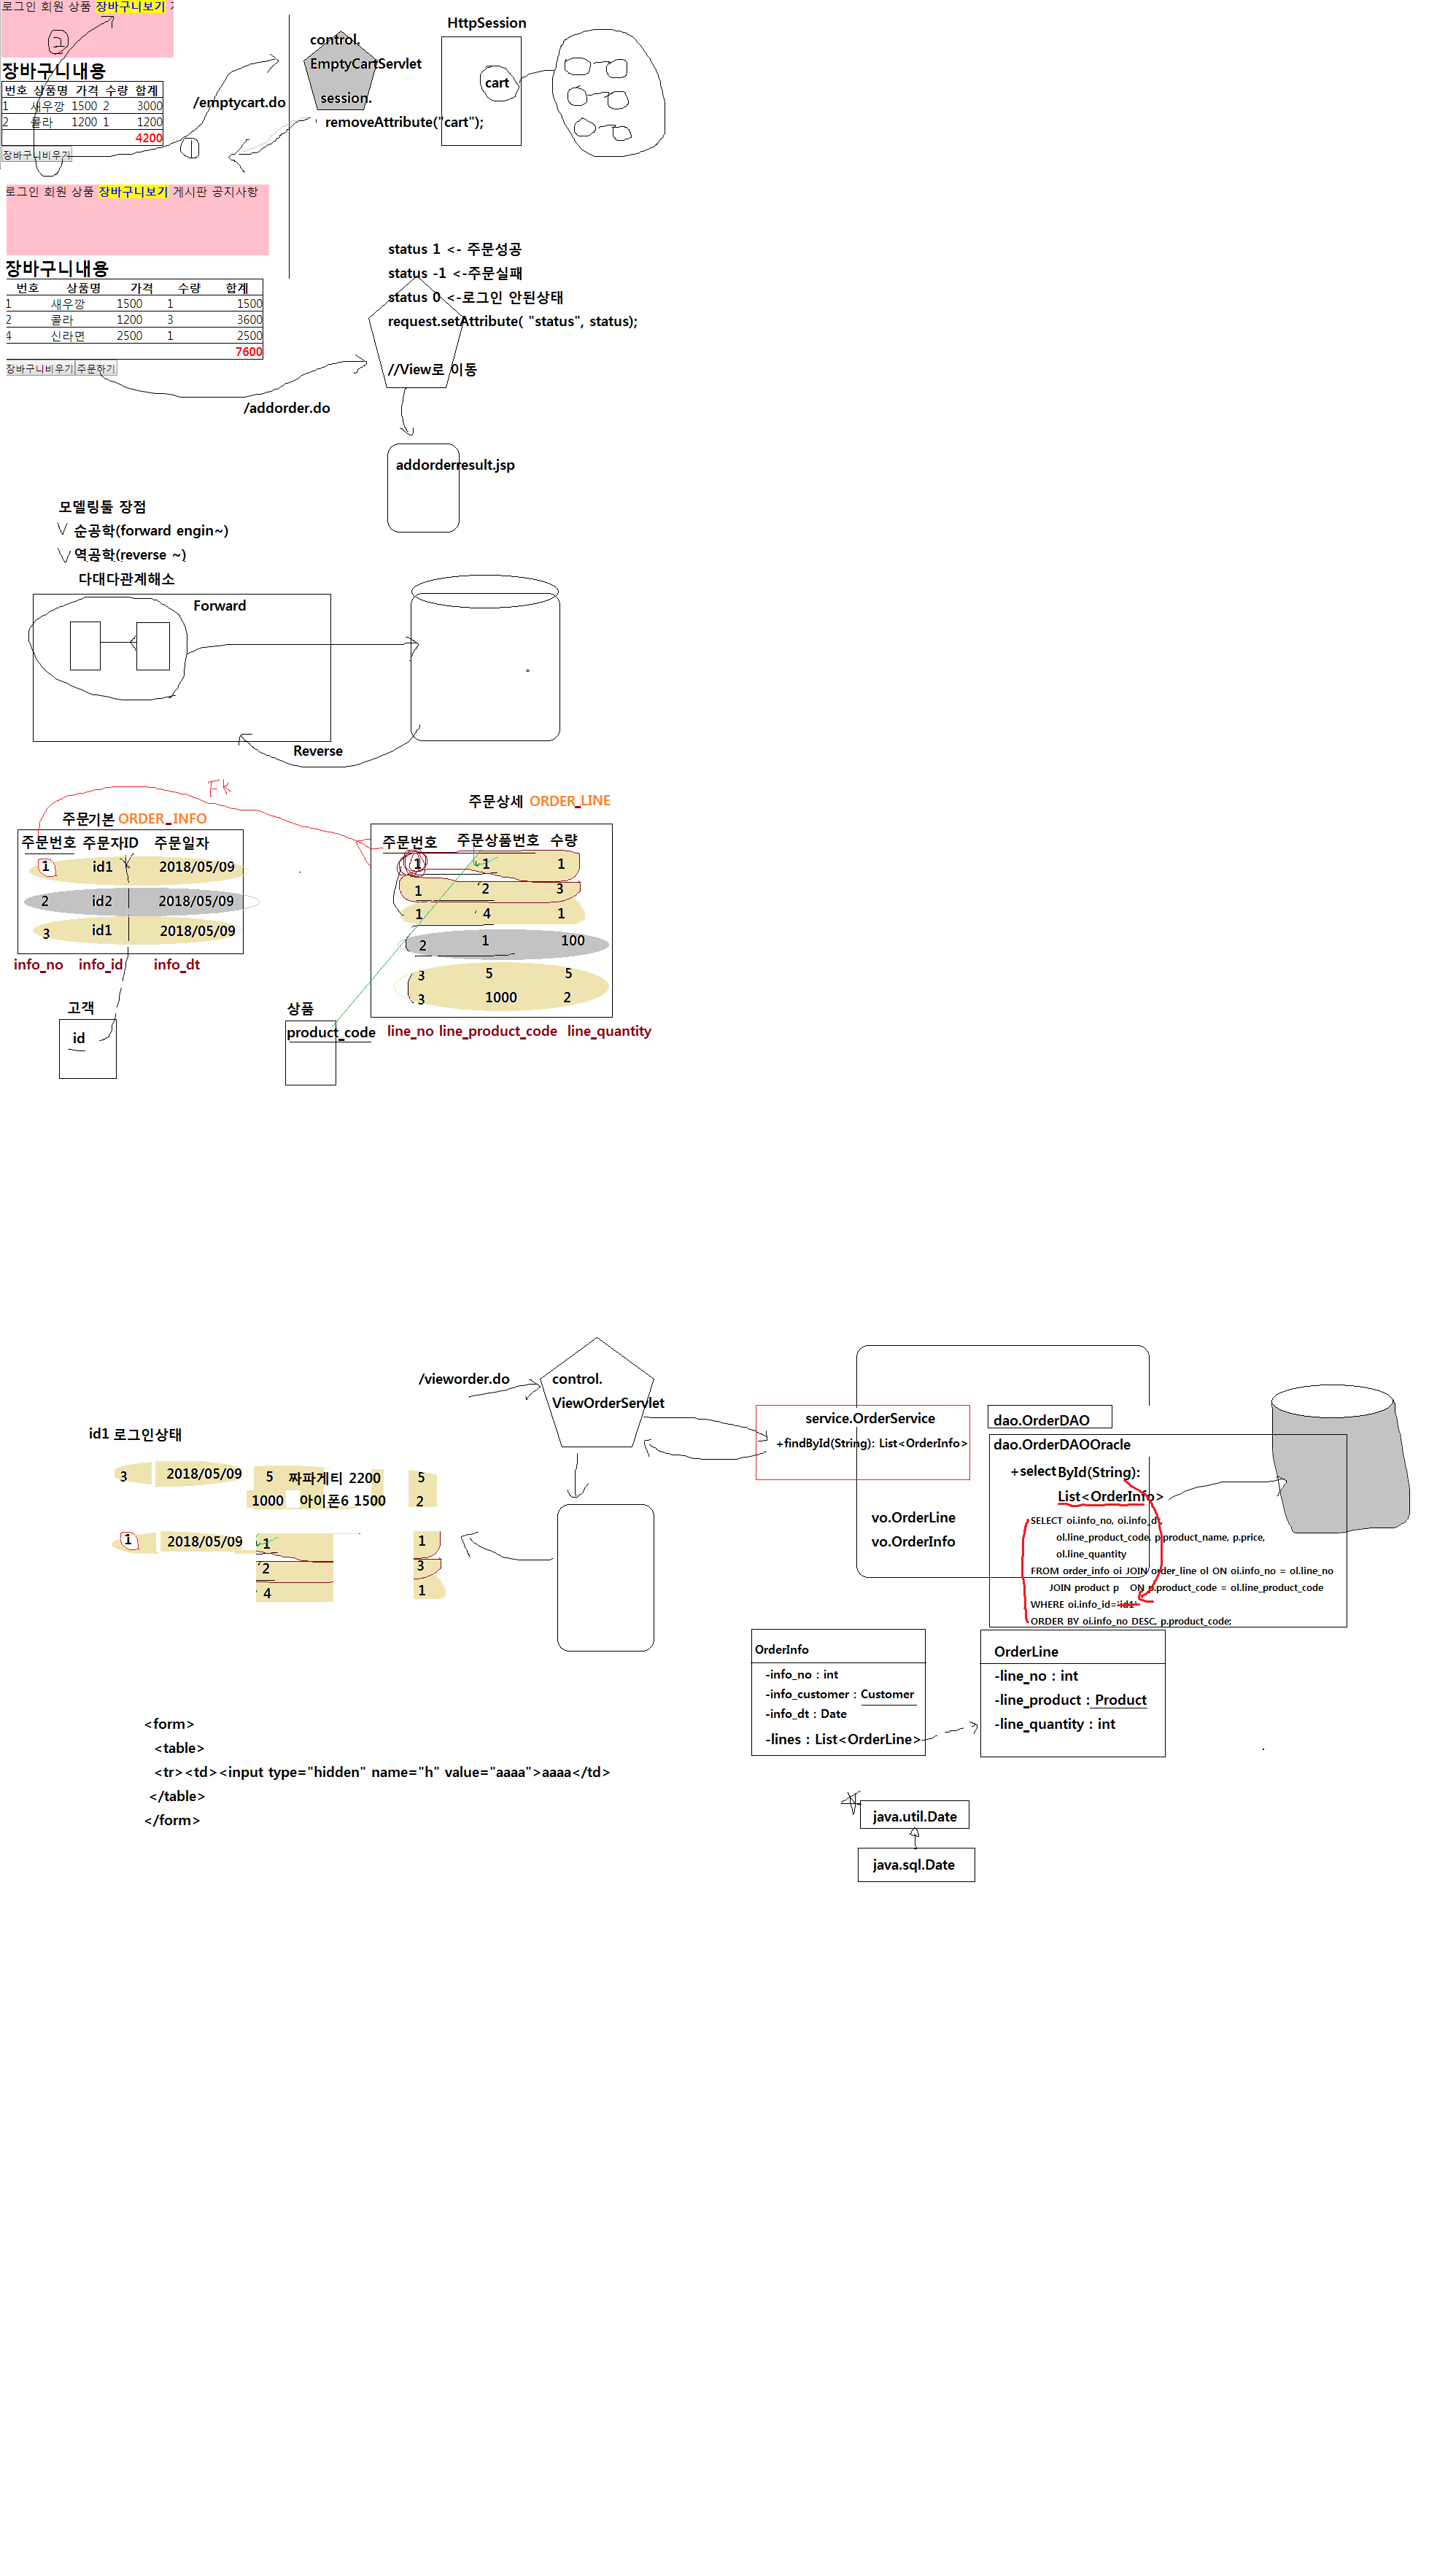 로그인 회원 상품 장바구니보기
2
장바구니내용
번호 상품명 가격 수량 합계
1 새우깡 1500 2 3000
2 콜라 1200 1 1200
4200
장바구니비우기
/emptycart.do
1
control.
EmptyCartServlet
session.
removeAttribute("cart");
HttpSession
cart
로그인 회원 상품 장바구니보기 게시판 공지사항
장바구니내용
번호 상품명 가격 수량 합계
1 새우깡 1500 1 1500
2 콜라 1200 3 3600
4 신라면 2500 1 2500
7600
장바구니비우기 주문하기
/addorder.do
status 1 <- 주문성공
status -1 <-주문실패
status 0 <-로그인 안된상태
request.setAttribute( "status", status);
//View로 이동
addorderresult.jsp
모델링툴 장점
순공학(forward engin~)
역공학(reverse ~)
다대다관계해소
Forward
Reverse
FK
주문기본 ORDER_INFO
주문번호 주문자ID 주문일자
1 id1 2018/05/09
2 id2 2018/05/09
3 id1 2018/05/09
info_no info_id info_dt
고객
id
주문상세 ORDER_LINE
주문번호 주문상품번호 수량
1 1 1
1 2 3
1 4 1
2 1 100
3 5 5
3 1000 2
line_no line_product_code line_quantity
상품
product_code
/vieworder.do
control.
ViewOrderServlet
id1 로그인상태
3 2018/05/09 5 짜파게티 2200 5
1000 아이폰6 1500 2
1 2018/05/09 1 1
2 3
4 1
service.OrderService
+findById(String): List<OrderInfo>
vo.OrderLine
vo.OrderInfo
dao.OrderDAO
dao.OrderDAOOracle
+selectById(String):
List<OrderInfo>
SELECT oi.info_no, oi.info_dt,
ol.line_product_code, p.product_name, p.price,
ol.line_quantity
FROM order_info oi JOIN order_line ol ON oi.info_no = ol.line_no
JOIN product p ON p.product_code = ol.line_product_code
WHERE oi.info_id='id1'
ORDER BY oi.info_no DESC, p.product_code;
OrderInfo
-info_no : int
-info_customer : Customer
-info_dt : Date
-lines : List<OrderLine>
OrderLine
-line_no : int
-line_product : Product
-line_quantity : int
<form>
<table>
<tr><td><input type="hidden" name="h" value="aaaa">aaaa</td>
</table>
</form>
java.util.Date
java.sql.Date